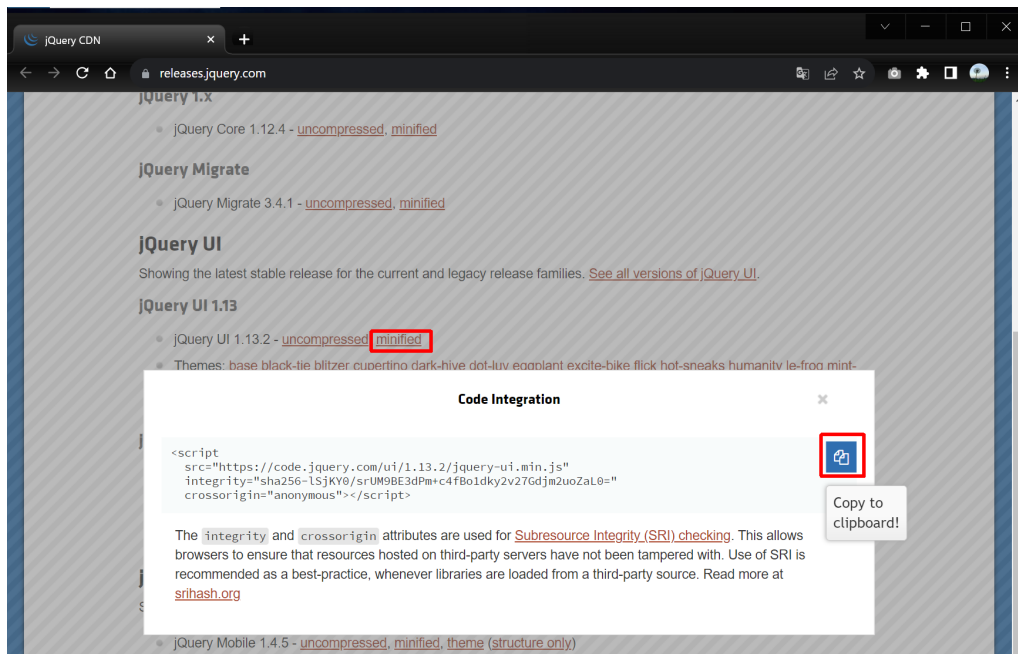 jQuery CDN
releases.jquery.com
jQuery 1.x
jQuery Core 1.12.4 - uncompressed, minified
jQuery Migrate
jQuery Migrate 3.4.1 - uncompressed, minified
jQuery UI
Showing the latest stable release for the current and legacy release families. See all versions of jQuery UI.
jQuery UI 1.13
jQuery UI 1.13.2 - uncompressed minified
Themes: base black-tie blitzer cupertino dark-hive dot-luv eggplant excite-bike flick hot-sneaks humanity le-frog mint-
Code Integration
<script
src="https://code.jquery.com/ui/1.13.2/jquery-ui.min.js"
integrity="sha256-lSjKY0/srUM9BE3dPm+c4fBo1dky2v27Gdjm2uoZaL0="
crossorigin="anonymous"></script>
Copy to
clipboard!
The integrity and crossorigin attributes are used for Subresource Integrity (SRI) checking. This allows
browsers to ensure that resources hosted on third-party servers have not been tampered with. Use of SRI is
recommended as a best-practice, whenever libraries are loaded from a third-party source. Read more at
srihash.org
jQuery Mobile 1.4.5 - uncompressed, minified, theme (structure only)